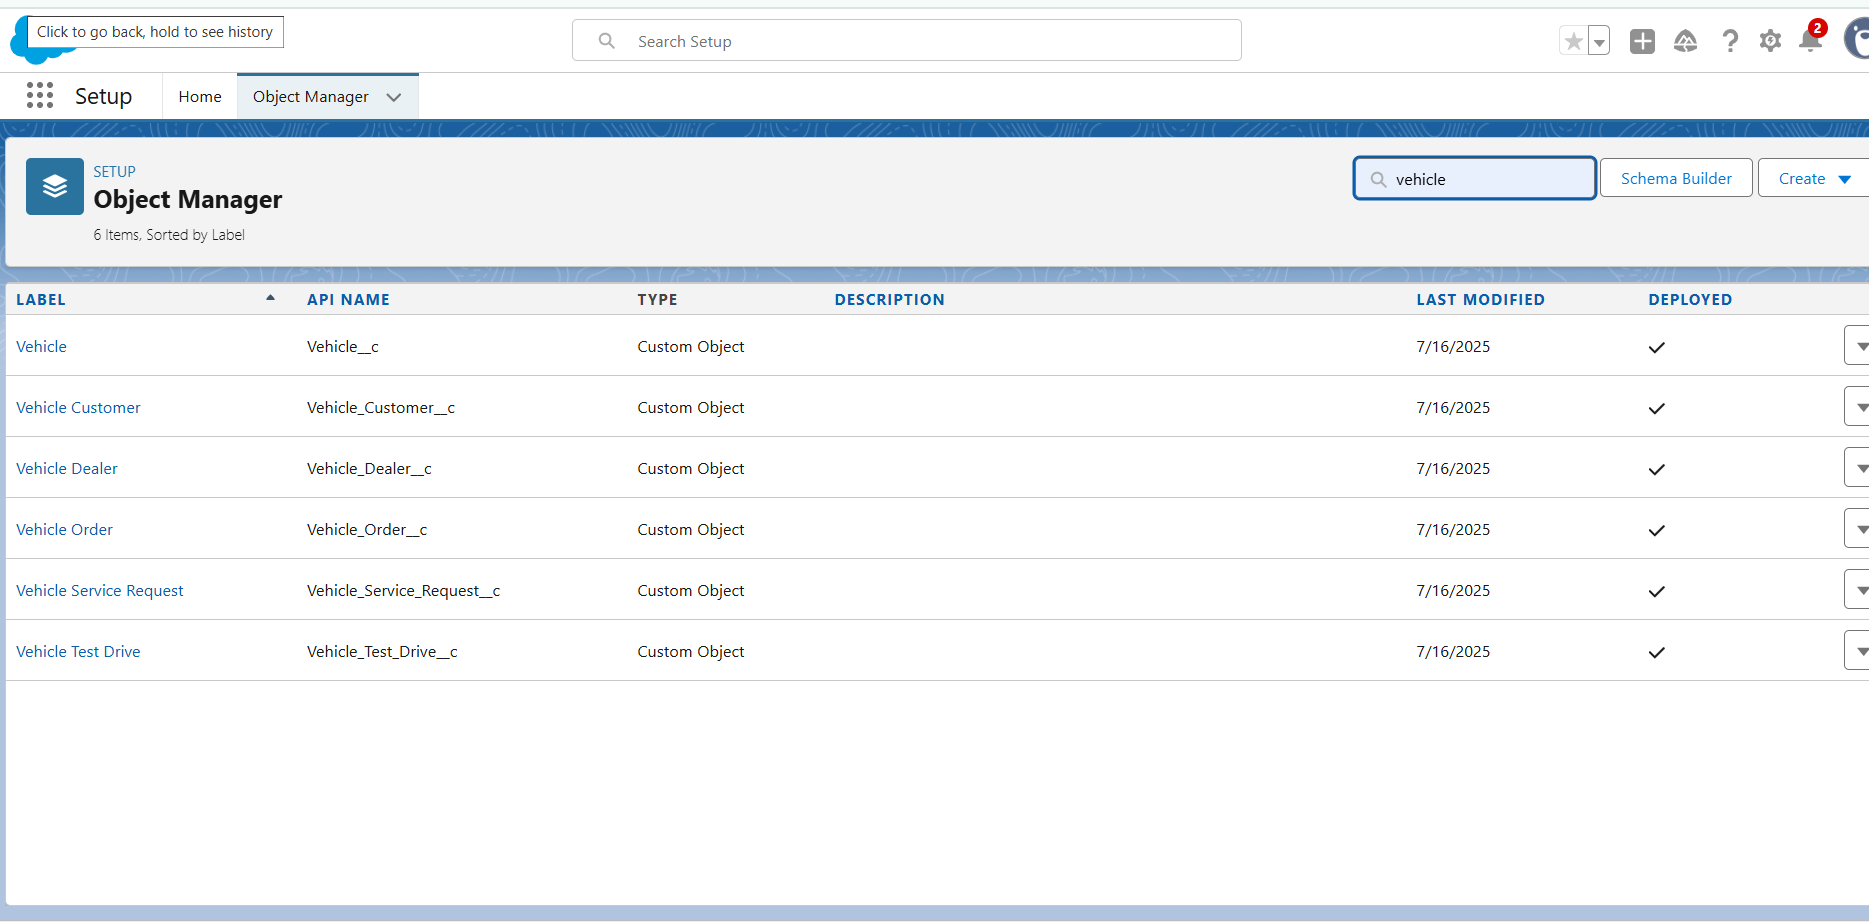 Click to go back, hold to see history
Search Setup
2
Setup
Home
Object Manager
SETUP
Object Manager
6 Items, Sorted by Label
vehicle
Schema Builder
Create
LABEL API NAME TYPE DESCRIPTION LAST MODIFIED DEPLOYED
Vehicle Vehicle__c Custom Object 7/16/2025
Vehicle Customer Vehicle_Customer__c Custom Object 7/16/2025
Vehicle Dealer Vehicle_Dealer__c Custom Object 7/16/2025
Vehicle Order Vehicle_Order__c Custom Object 7/16/2025
Vehicle Service Request Vehicle_Service_Request__c Custom Object 7/16/2025
Vehicle Test Drive Vehicle_Test_Drive__c Custom Object 7/16/2025